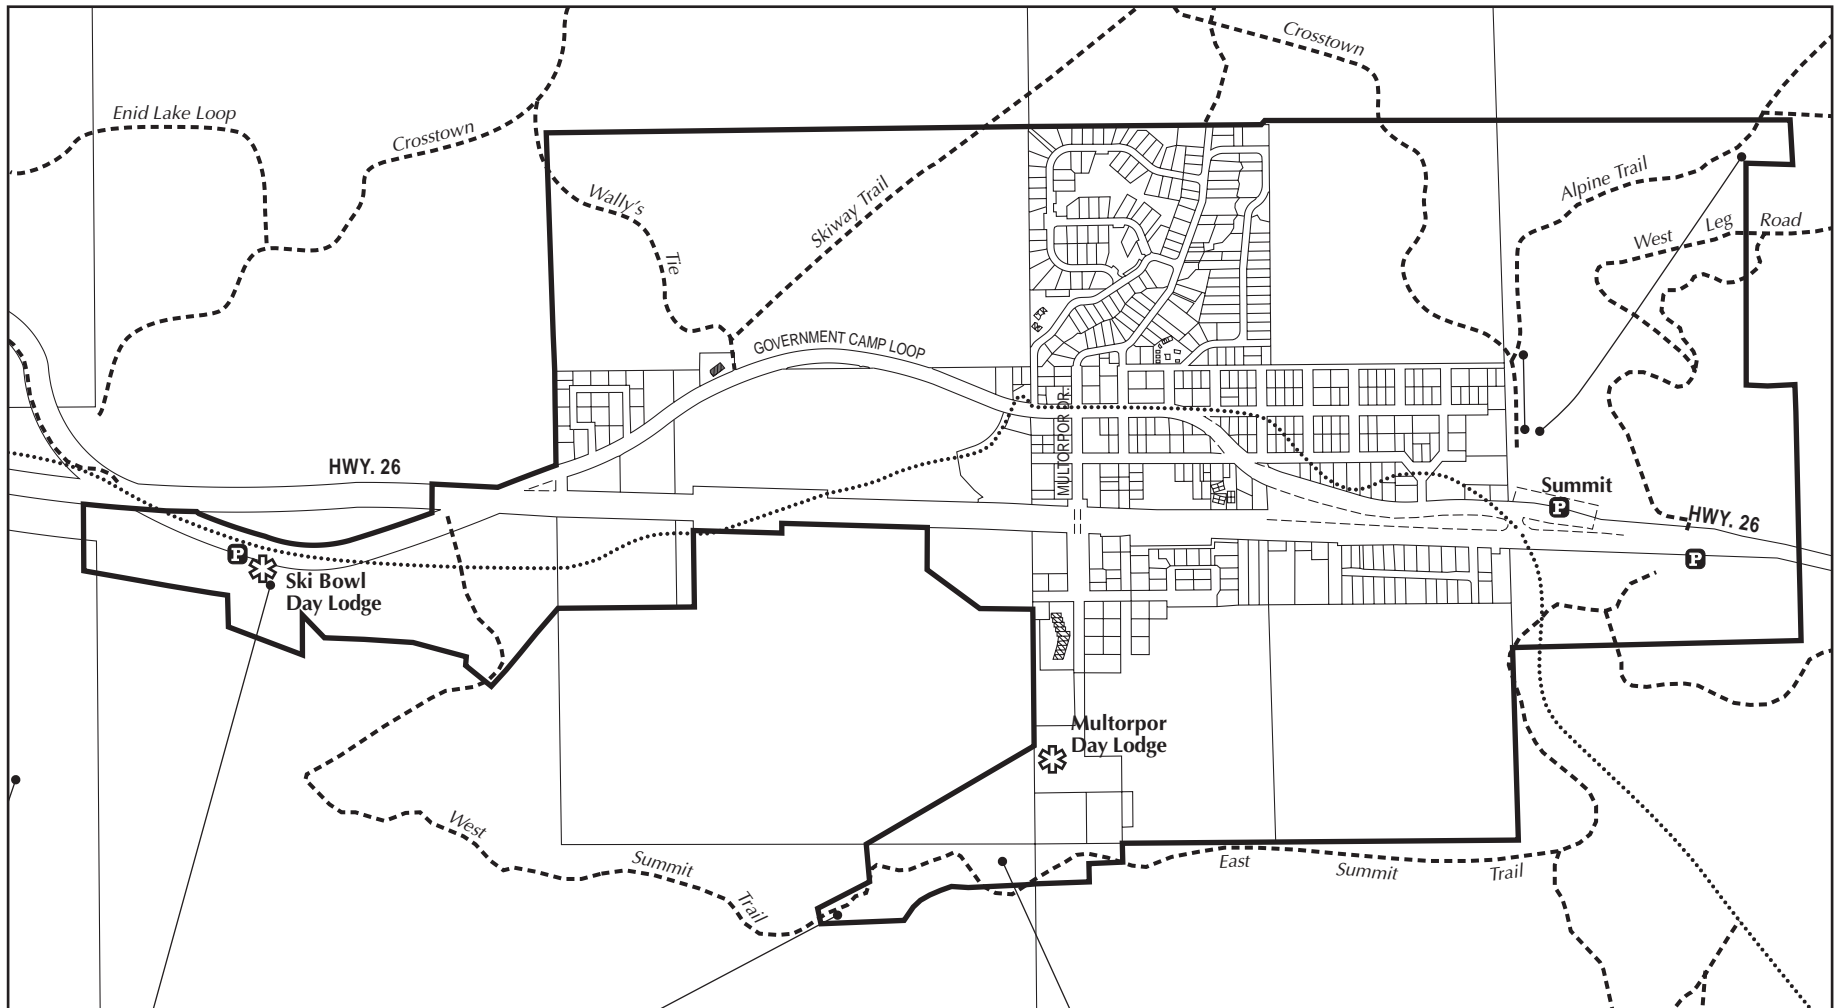 Crosstown
Enid Lake Loop
Crosstown
Alpine Trail
Wally's
Tie
Skiway Trail
West Leg Road
GOVERNMENT CAMP LOOP
MULTORPOR DR.
HWY. 26
Summit
P
HWY. 26
P
P
Ski Bowl
Day Lodge
Multorpor
Day Lodge
West Summit Trail
East Summit Trail